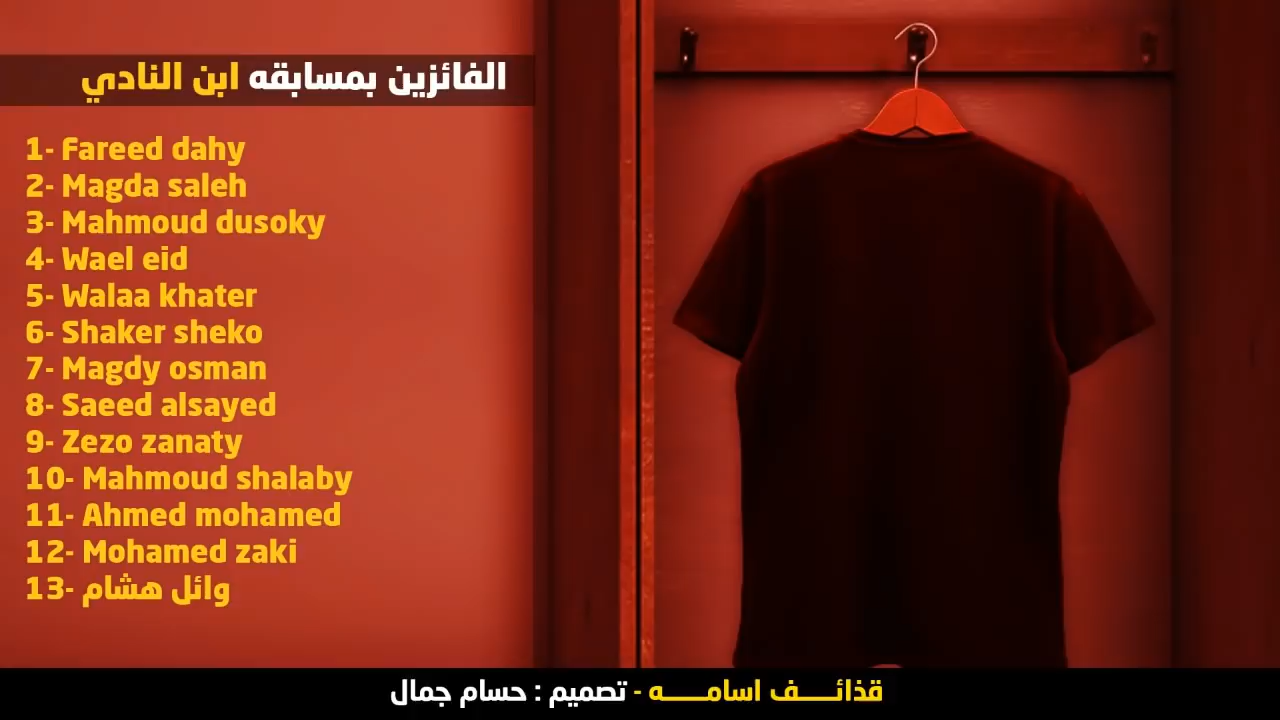 الفائزين بمسابقه ابن النادي
1- Fareed dahy
2- Magda saleh
3- Mahmoud dusoky
4- Wael eid
5- Walaa khater
6- Shaker sheko
7- Magdy osman
8- Saeed alsayed
9- Zezo zanaty
10- Mahmoud shalaby
11- Ahmed mohamed
12- Mohamed zaki
13- وائل هشام
قذائــــف اسامــــــه - تصميم : حسام جمال